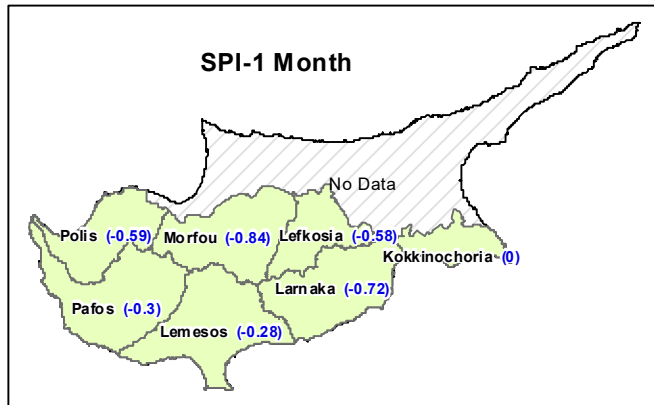 SPI-1 Month
No Data
Polis (-0.59)
Morfou (-0.84)
Lefkosia (-0.58)
Kokkinochoria (0)
Larnaka (-0.72)
Pafos (-0.3)
Lemesos (-0.28)